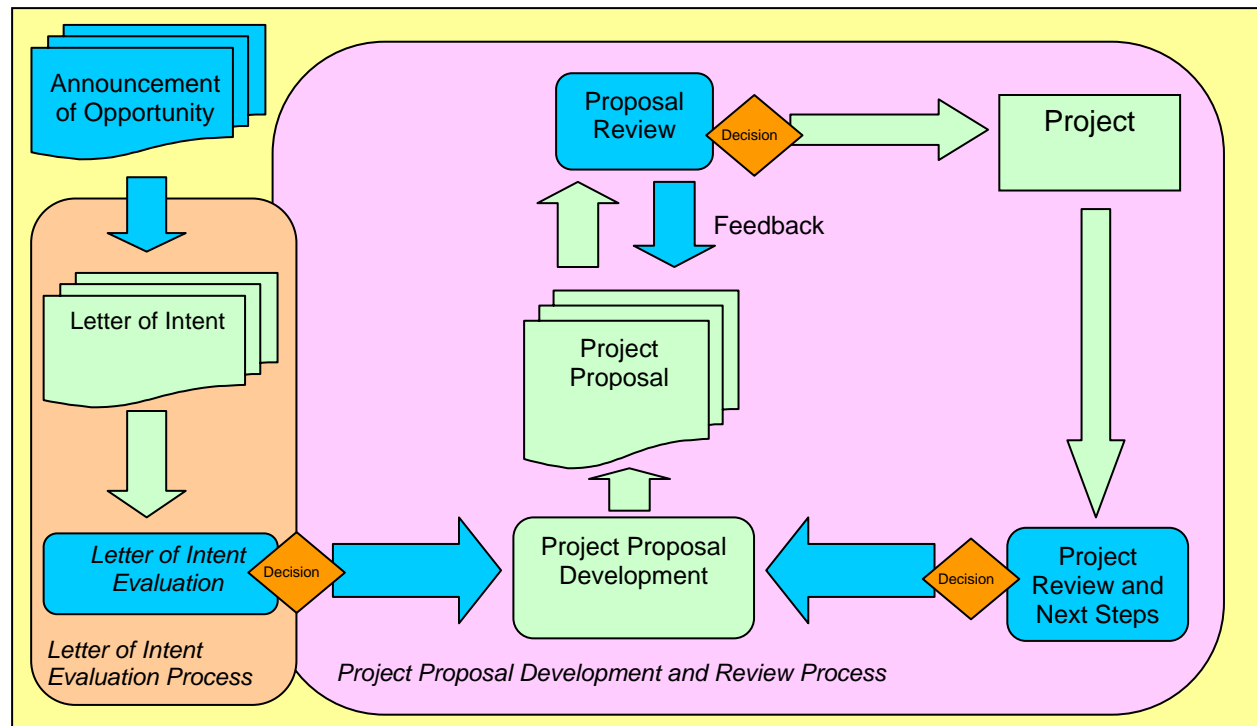 Announcement
of Opportunity
Letter of Intent
Letter of Intent
Evaluation
Decision
Letter of Intent
Evaluation Process
Proposal
Review
Decision
Project
Feedback
Project
Proposal
Project Proposal
Development
Decision
Project
Review and
Next Steps
Project Proposal Development and Review Process